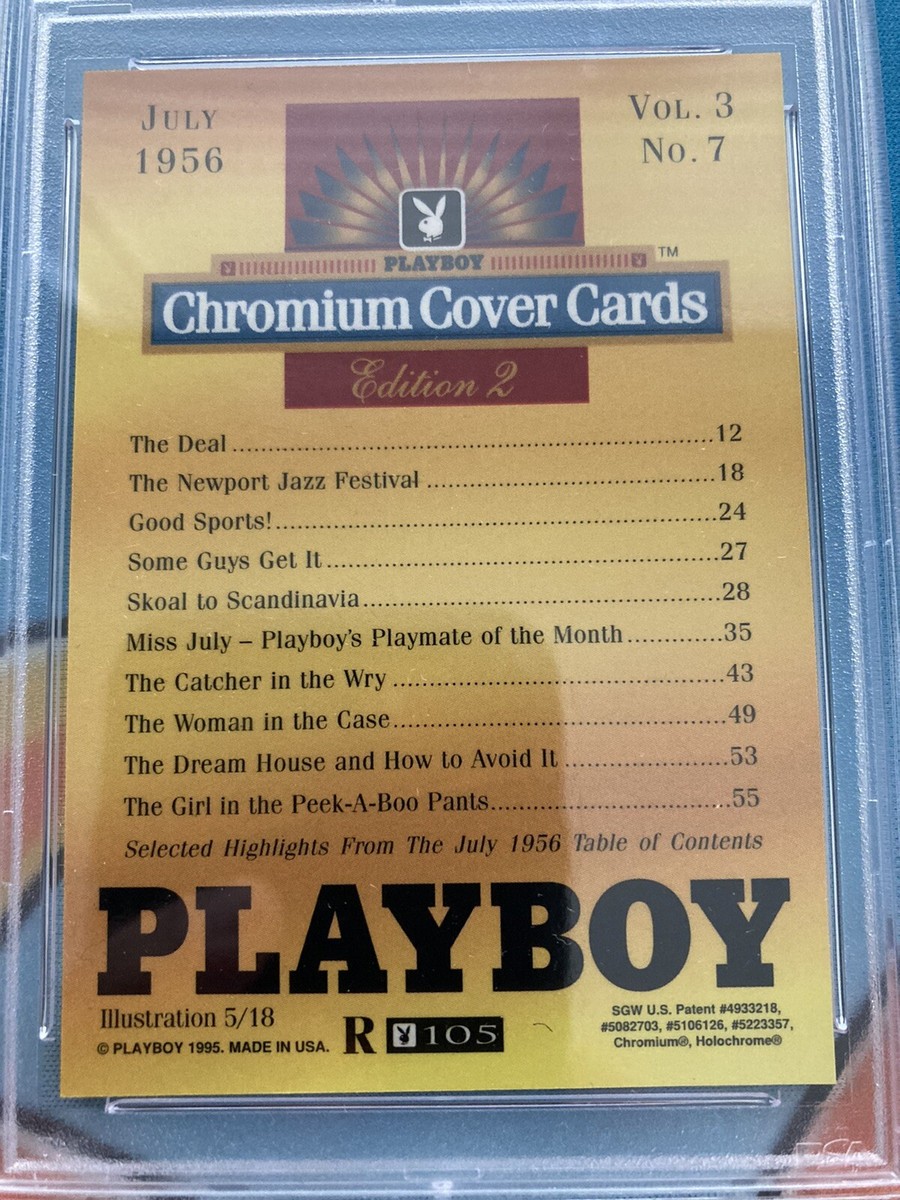 JULY
1956
VOL. 3
NO. 7
PLAYBOY
™
Chromium Cover Cards
Edition 2
The Deal..........12
The Newport Jazz Festival..........18
Good Sports!..........24
Some Guys Get It..........27
Skoal to Scandinavia..........28
Miss July – Playboy's Playmate of the Month..........35
The Catcher in the Wry..........43
The Woman in the Case..........49
The Dream House and How to Avoid It..........53
The Girl in the Peek-A-Boo Pants..........55
Selected Highlights From The July 1956 Table of Contents
PLAYBOY
Illustration 5/18
© PLAYBOY 1995. MADE IN USA.
R 105
SGW U.S. Patent #4933218,
#5082703, #5106126, #5223357,
Chromium®, Holochrome®
PSA